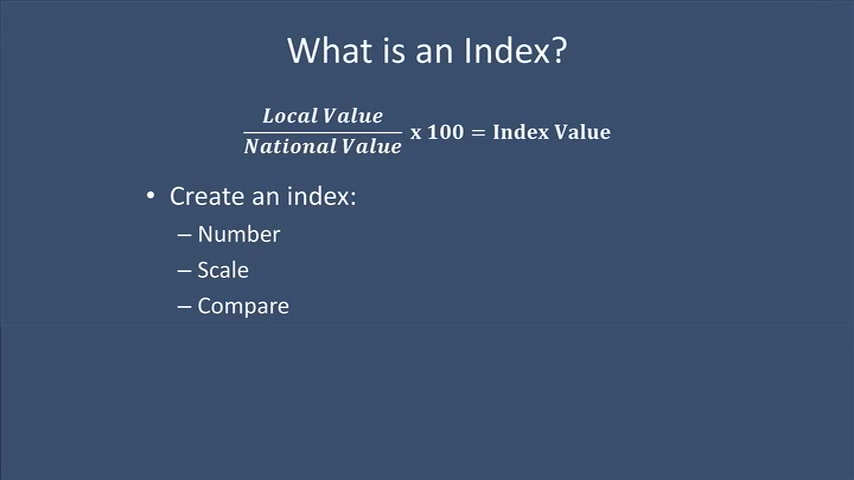 What is an Index?
Local Value
National Value x 100 = Index Value
• Create an index:
– Number
– Scale
– Compare